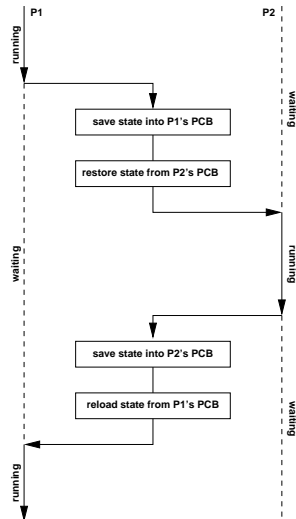 P1
P2
running
waiting
save state into P1's PCB
restore state from P2's PCB
waiting
running
save state into P2's PCB
reload state from P1's PCB
waiting
running